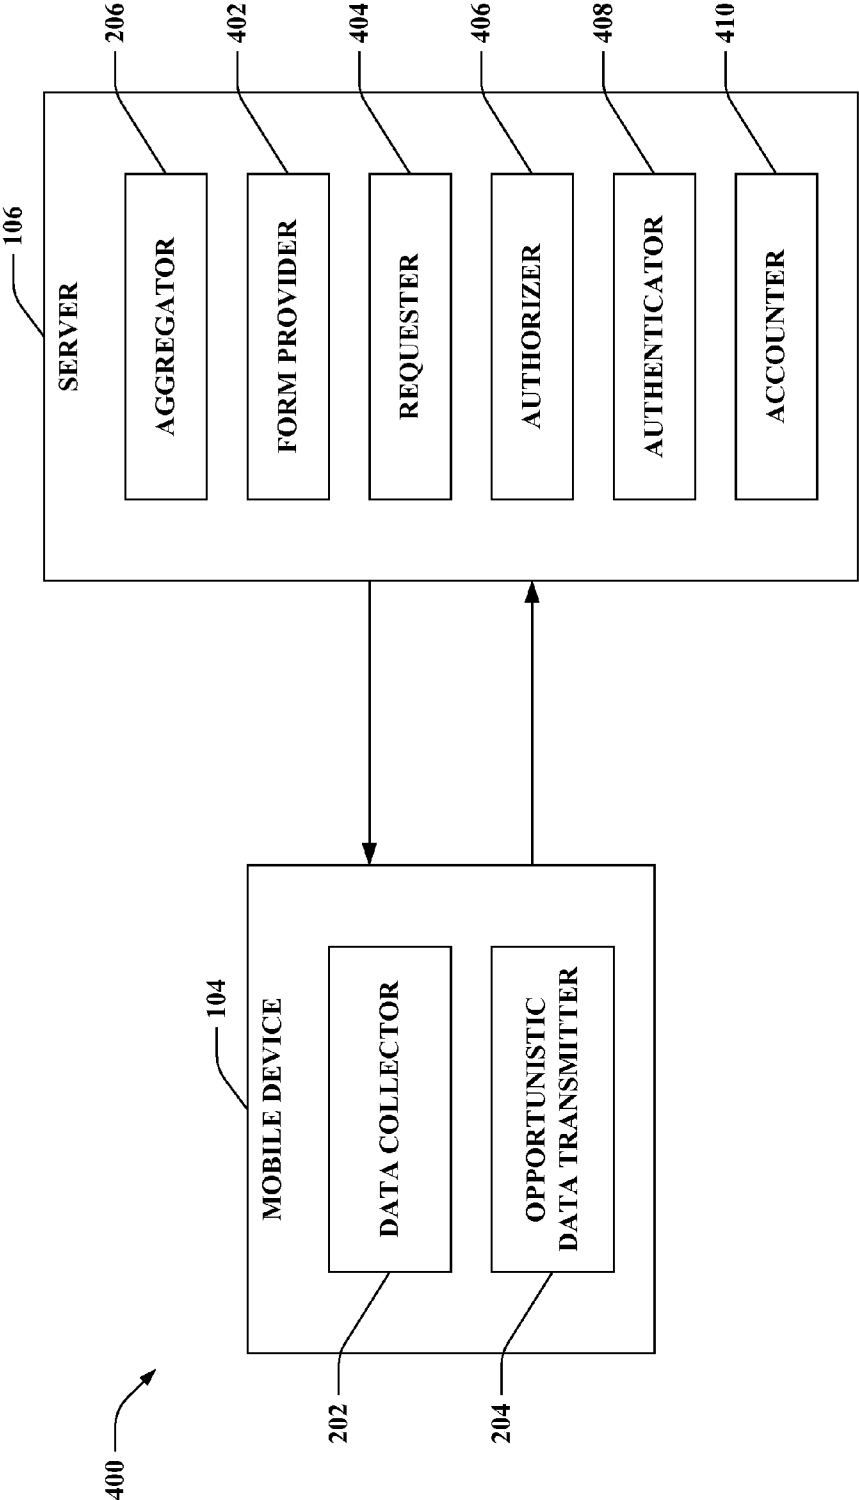 400
104
MOBILE DEVICE
202
DATA COLLECTOR
204
OPPORTUNISTIC
DATA TRANSMITTER
106
SERVER
206
AGGREGATOR
402
FORM PROVIDER
404
REQUESTER
406
AUTHORIZER
408
AUTHENTICATOR
410
ACCOUNTER